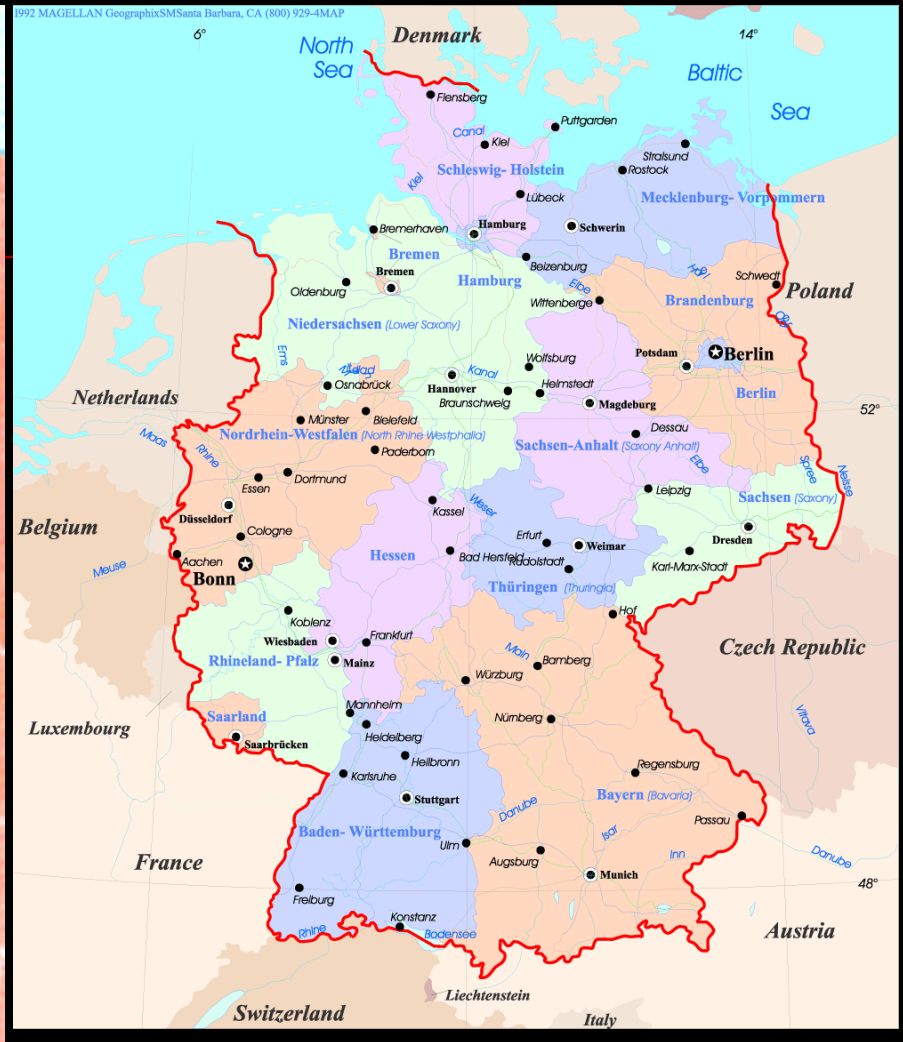 1992 MAGELLAN GeographixSMSanta Barbara, CA (800) 929-4MAP
6°
14°
North
Sea
Denmark
Baltic
Sea
Flensberg
Puttgarden
Canal
Kiel
Stralsund
Schleswig- Holstein
Rostock
Kiel
Lübeck
Mecklenburg- Vorpommern
Hamburg
Schwerin
Bremerhaven
Bremen
Beizenburg
Bremen
Hamburg
Schwedt
Oldenburg
Elbe
Poland
Wittenberge
Brandenburg
Niedersachsen (Lower Saxony)
Ems
Potsdam
Berlin
Wolfsburg
Kanal
Osnabrück
Hannover
Helmstedt
Berlin
Netherlands
Braunschweig
Magdeburg
52°
Münster
Bielefeld
Dessau
Nordrhein-Westfalen (North Rhine Westphalia)
Maas
Sachsen-Anhalt (Saxony Anhalt)
Rhine
Paderborn
Elbe
Spree
Neisse
Essen
Dortmund
Leipzig
Sachsen (Saxony)
Kassel
Weser
Düsseldorf
Belgium
Cologne
Erfurt
Weimar
Dresden
Hessen
Bad Hersfeld
Aachen
Rudolstadt
Karl-Marx-Stadt
Meuse
Bonn
Thüringen (Thuringia)
Hof
Koblenz
Wiesbaden
Frankfurt
Czech Republic
Main
Rhineland- Pfalz
Mainz
Bamberg
Würzburg
Mannheim
Saarland
Nürnberg
Vltava
Luxembourg
Heidelberg
Saarbrücken
Heilbronn
Regensburg
Karlsruhe
Bayern (Bavaria)
Stuttgart
Danube
Passau
Baden- Württemburg
Isar
Ulm
Inn
Danube
France
Augsburg
Munich
48°
Freiburg
Konstanz
Rhine
Bodensee
Austria
Liechtenstein
Switzerland
Italy